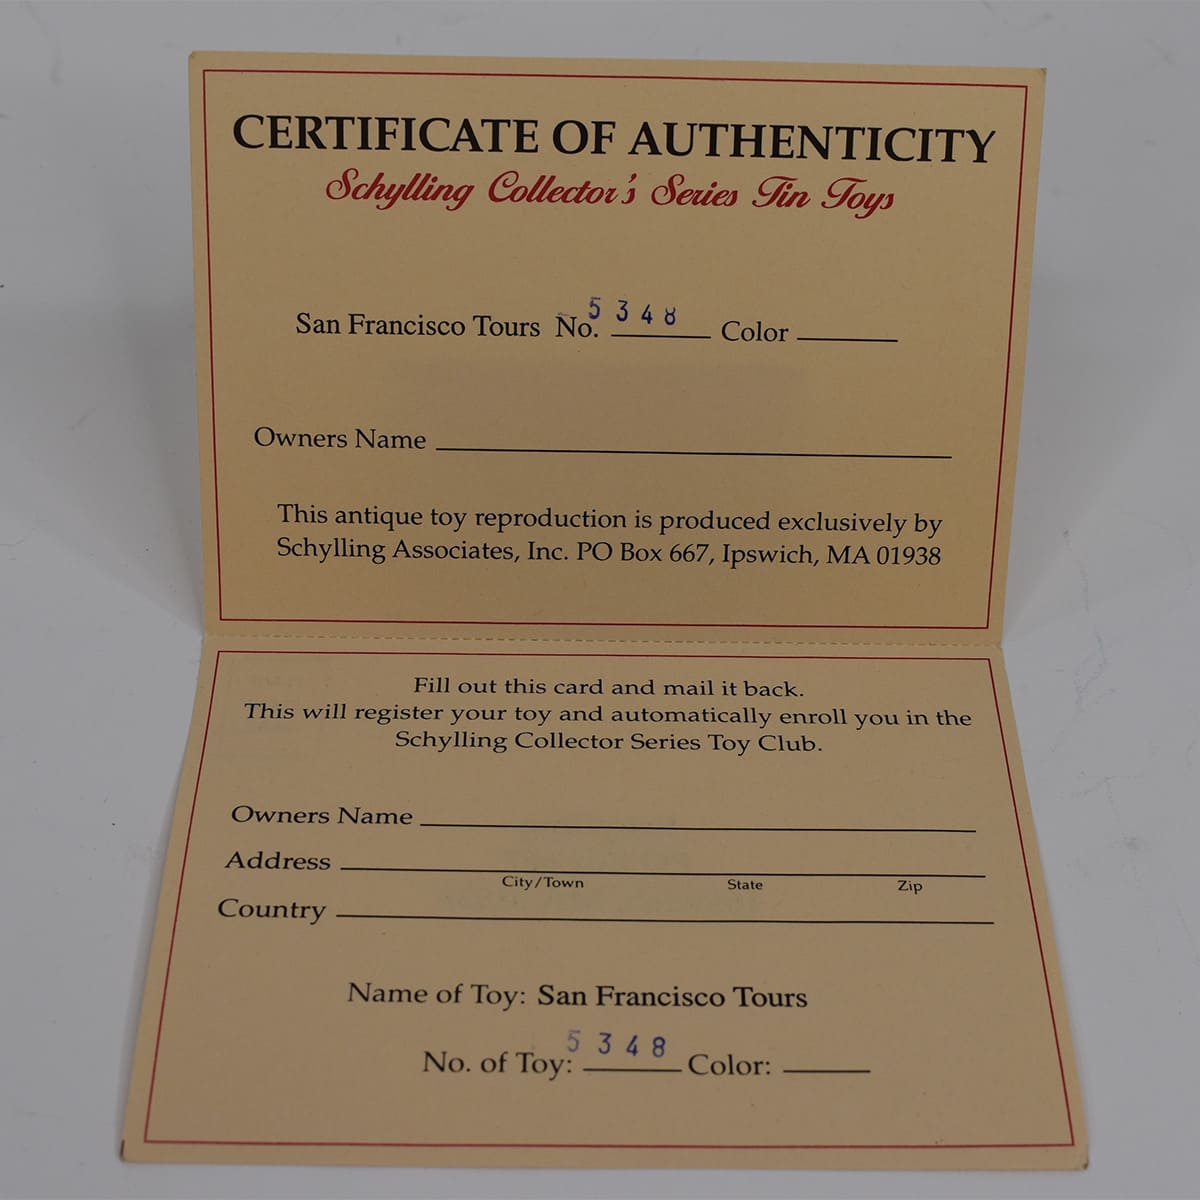 CERTIFICATE OF AUTHENTICITY
Schylling Collector's Series Tin Toys
San Francisco Tours No. 5348 Color
Owners Name
This antique toy reproduction is produced exclusively by
Schylling Associates, Inc. PO Box 667, Ipswich, MA 01938
Fill out this card and mail it back.
This will register your toy and automatically enroll you in the
Schylling Collector Series Toy Club.
Owners Name
Address
City/Town State Zip
Country
Name of Toy: San Francisco Tours
No. of Toy: 5348 Color: